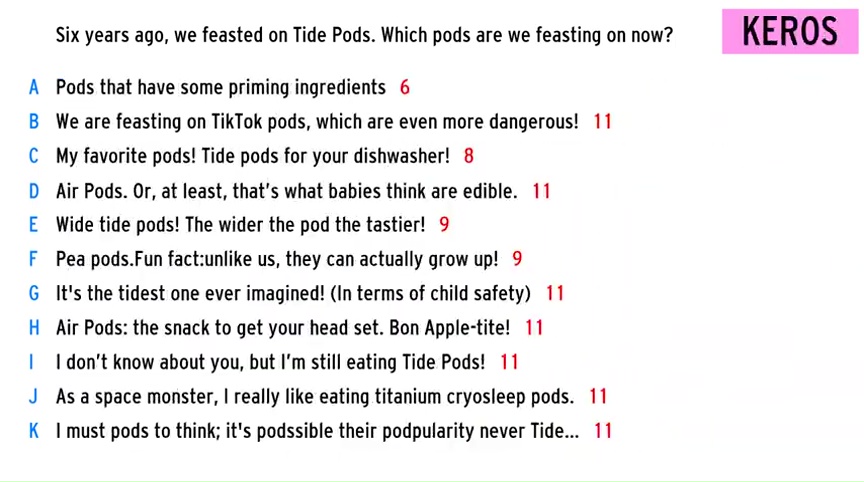 Six years ago, we feasted on Tide Pods. Which pods are we feasting on now?
KEROS
A Pods that have some priming ingredients 6
B We are feasting on TikTok pods, which are even more dangerous! 11
C My favorite pods! Tide pods for your dishwasher! 8
D Air Pods. Or, at least, that's what babies think are edible. 11
E Wide tide pods! The wider the pod the tastier! 9
F Pea pods.Fun fact:unlike us, they can actually grow up! 9
G It's the tidest one ever imagined! (In terms of child safety) 11
H Air Pods: the snack to get your head set. Bon Apple-tite! 11
I I don't know about you, but I'm still eating Tide Pods! 11
J As a space monster, I really like eating titanium cryosleep pods. 11
K I must pods to think; it's podssible their podpularity never Tide... 11